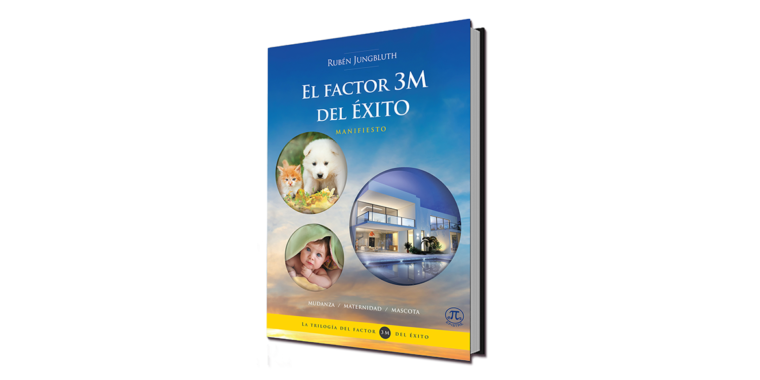 Rubén Jungbluth
El factor 3M
del Éxito
MANIFIESTO
MUDANZA / MATERNIDAD / MASCOTA
La trilogía del factor 3M del éxito